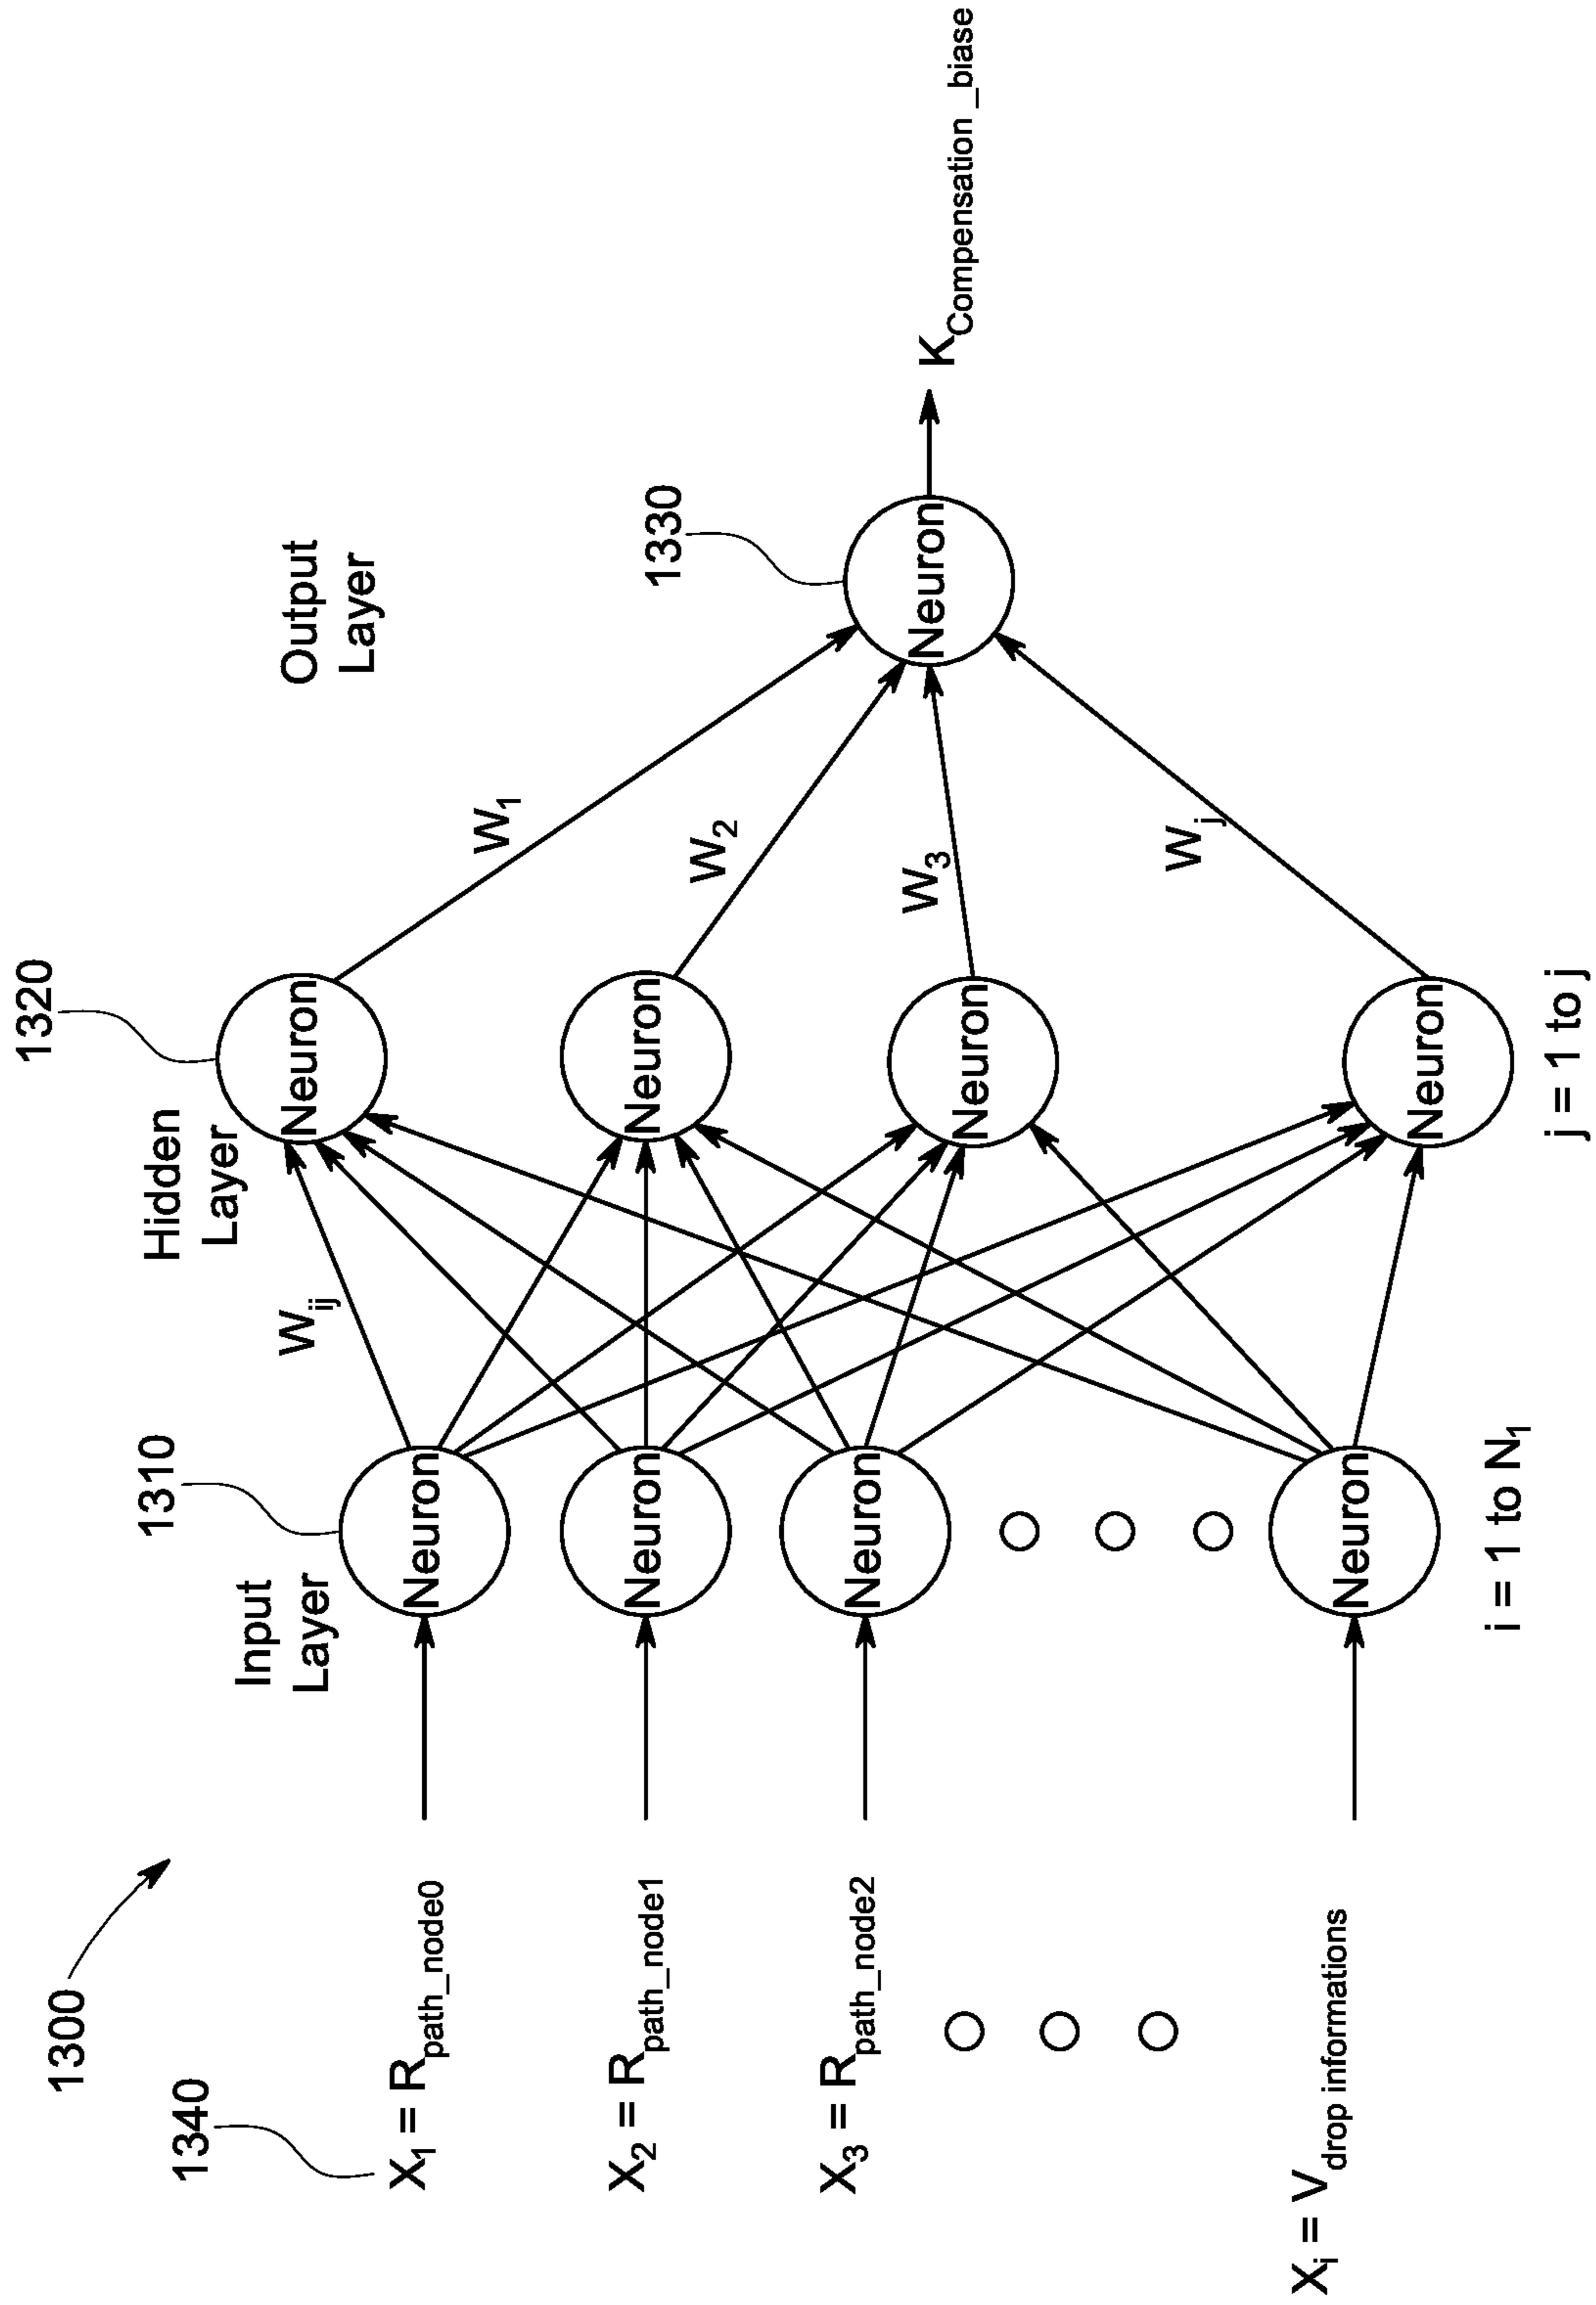 1300
1340
X1 = Rpath_node0
X2 = Rpath_node1
X3 = Rpath_node2
Xi = Vdrop informations
Input
Layer
1310
Neuron
Neuron
Neuron
Neuron
i = 1 to N1
Wij
Hidden
Layer
1320
Neuron
Neuron
Neuron
Neuron
j = 1 to j
W1
W2
W3
Wj
Output
Layer
1330
Neuron
KCompensation _biase